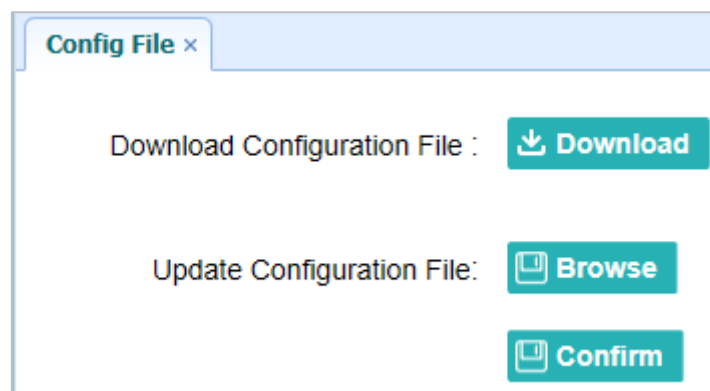 Config File ×
Download Configuration File : Download
Update Configuration File: Browse
Confirm